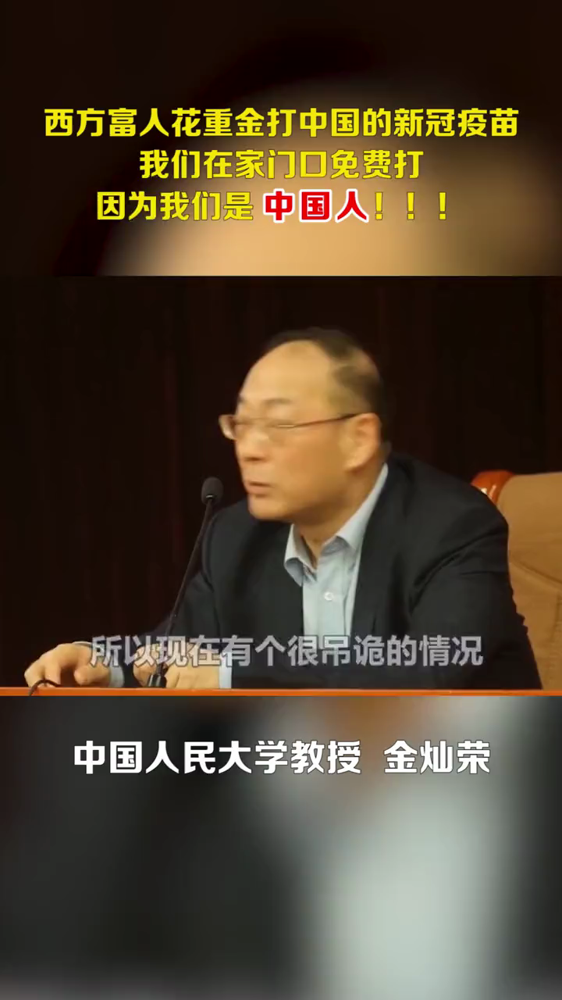 西方富人花重金打中国的新冠疫苗
我们在家门口免费打
因为我们是中国人！！！
所以现在有个很吊诡的情况
中国人民大学教授 金灿荣